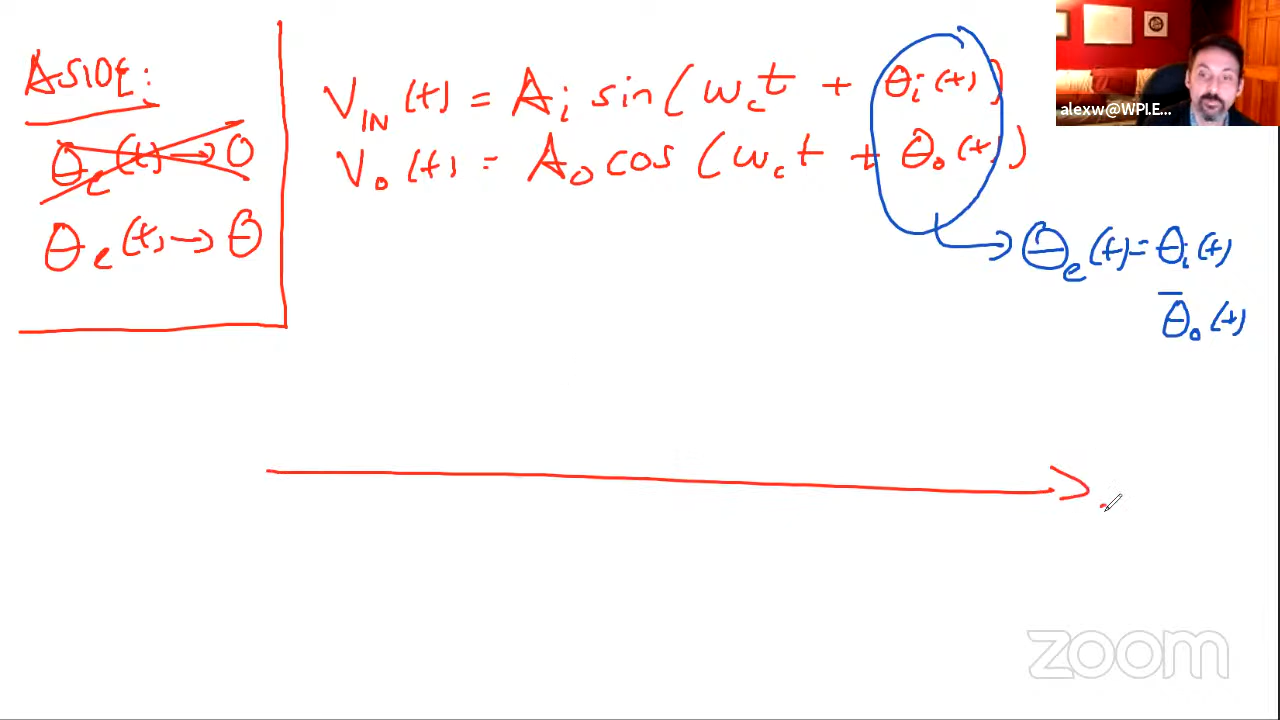 ASIDE:
θe(t) → 0
θe(t) → θ
VIN(t) = Ai sin(ωct + θi(t))
Vo(t) = Ao cos(ωct + θo(t))
θe(t) = θi(t)
- θo(t)
alexw@WPI.E...
zoom